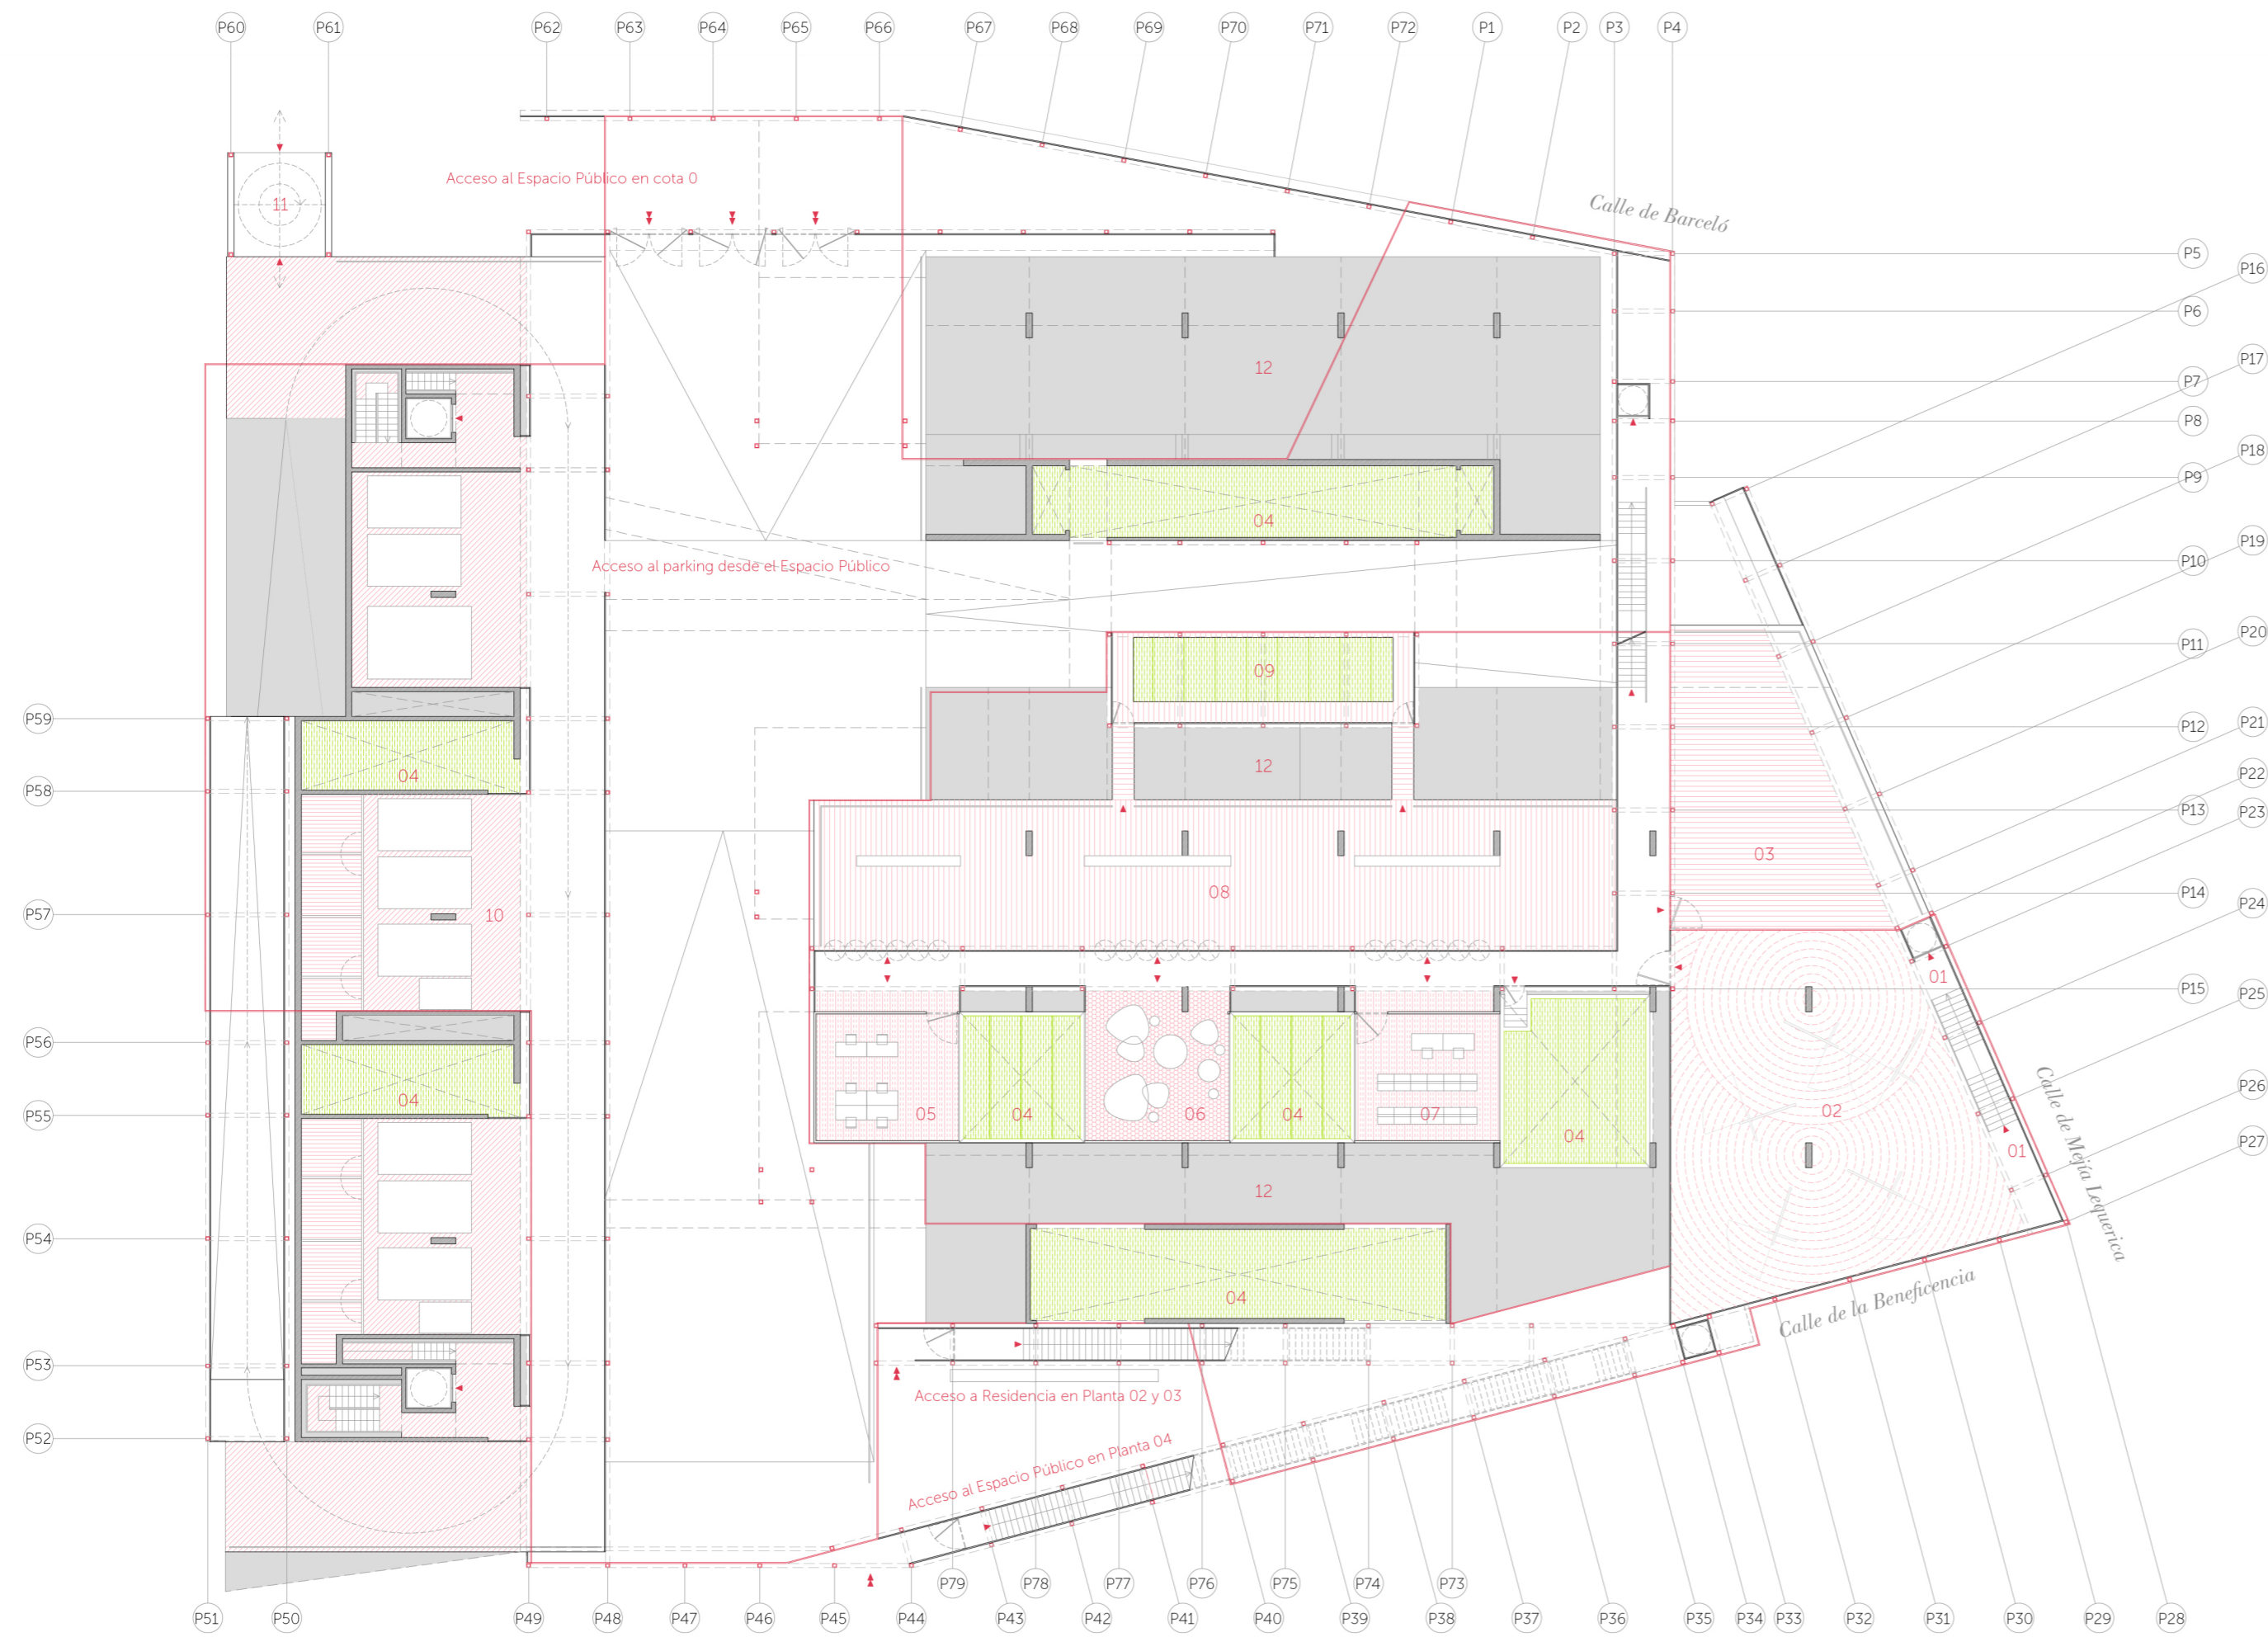 P60 P61 P62 P63 P64 P65 P66 P67 P68 P69 P70 P71 P72 P1 P2 P3 P4
Acceso al Espacio Público en cota 0
11
Calle de Barceló
P5
P16
P6
P17
12
P7
P8
P18
P9
04
P19
P10
Acceso al parking desde el Espacio Público
P20
P11
09
P59
P21
P12
12
04
P22
P58
P13
P23
03
08
P14
P24
P57
10
01
P15
P25
P56
Calle de Mejía Lequerica
P26
04
05
04
06
04
07
04
02
P55
P27
01
12
P54
Calle de la Beneficencia
04
P53
Acceso a Residencia en Planta 02 y 03
P52
Acceso al Espacio Público en Planta 04
P79 P78 P77 P76 P75 P74 P73
P51 P50 P49 P48 P47 P46 P45 P44 P43 P42 P41 P40 P39 P38 P37 P36 P35 P34 P33 P32 P31 P30 P29 P28